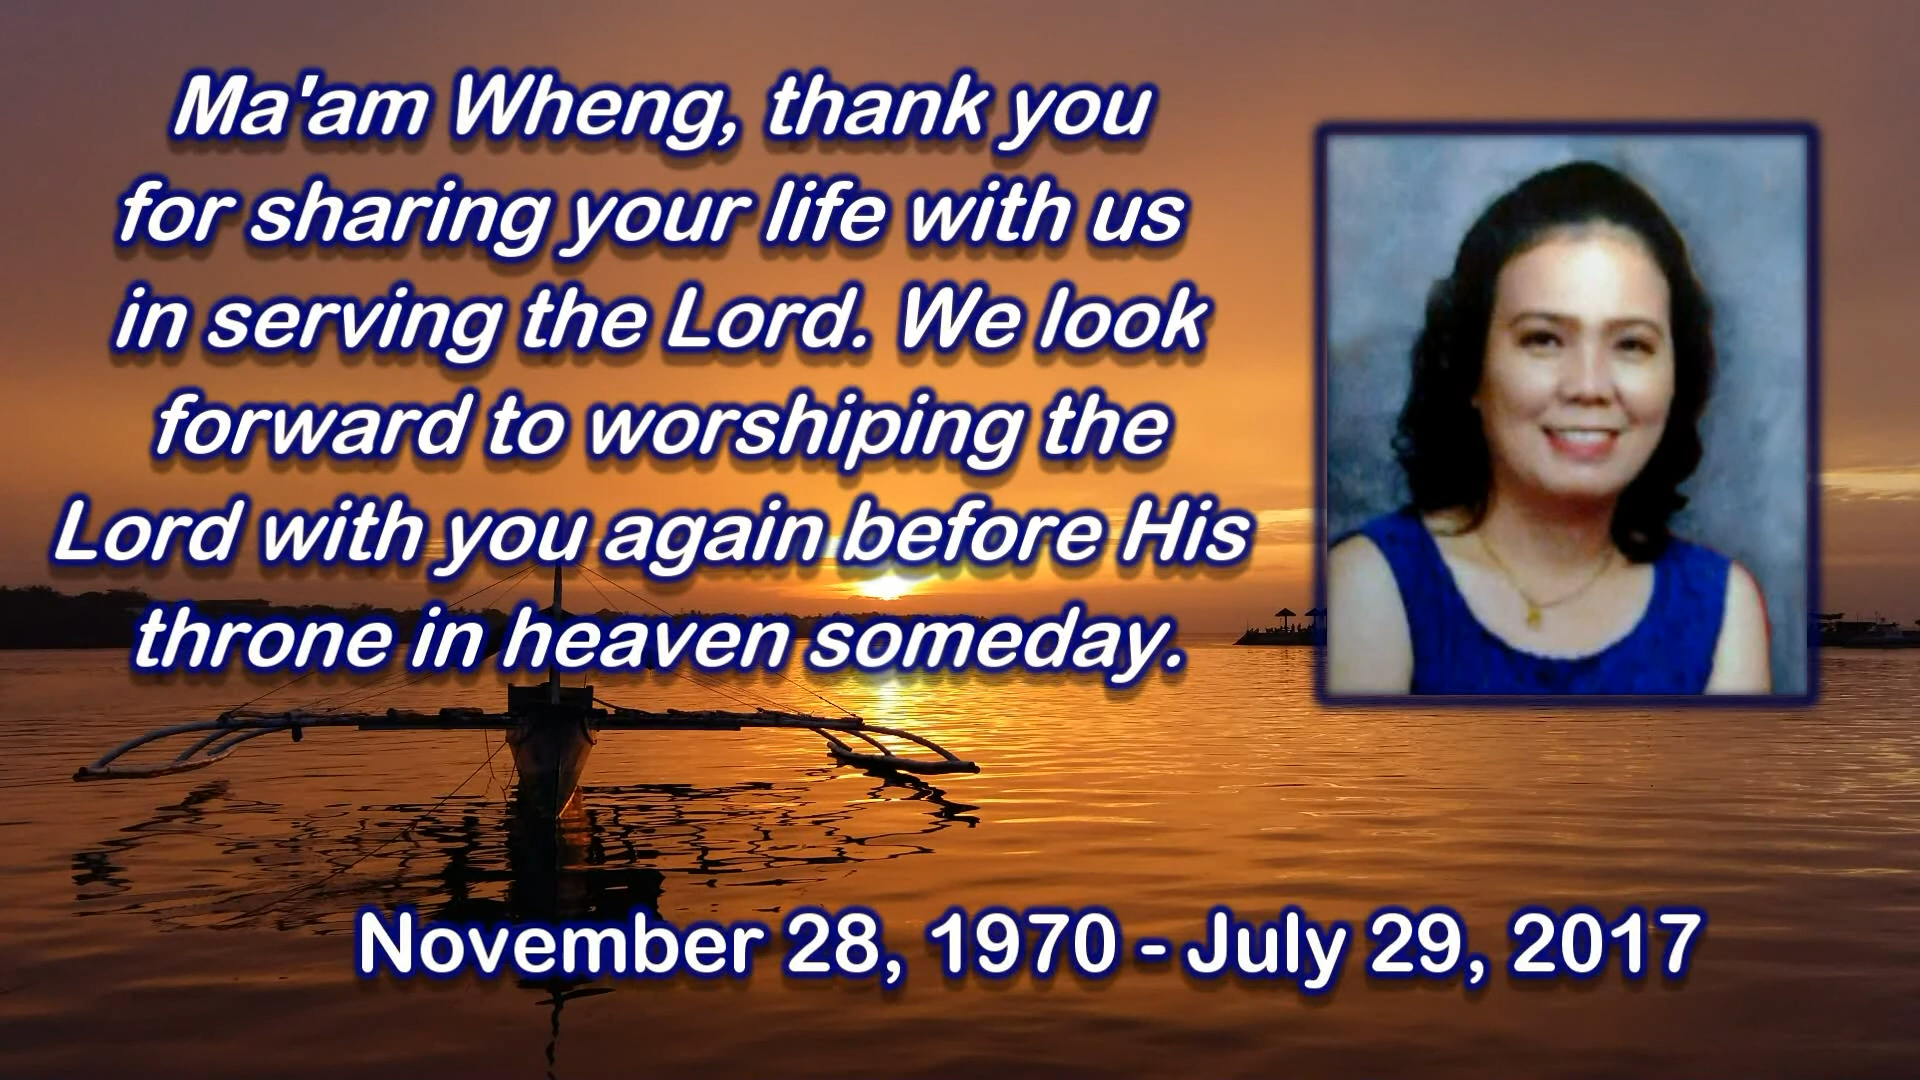 Ma'am Wheng, thank you
for sharing your life with us
in serving the Lord. We look
forward to worshiping the
Lord with you again before His
throne in heaven someday.
November 28, 1970 - July 29, 2017